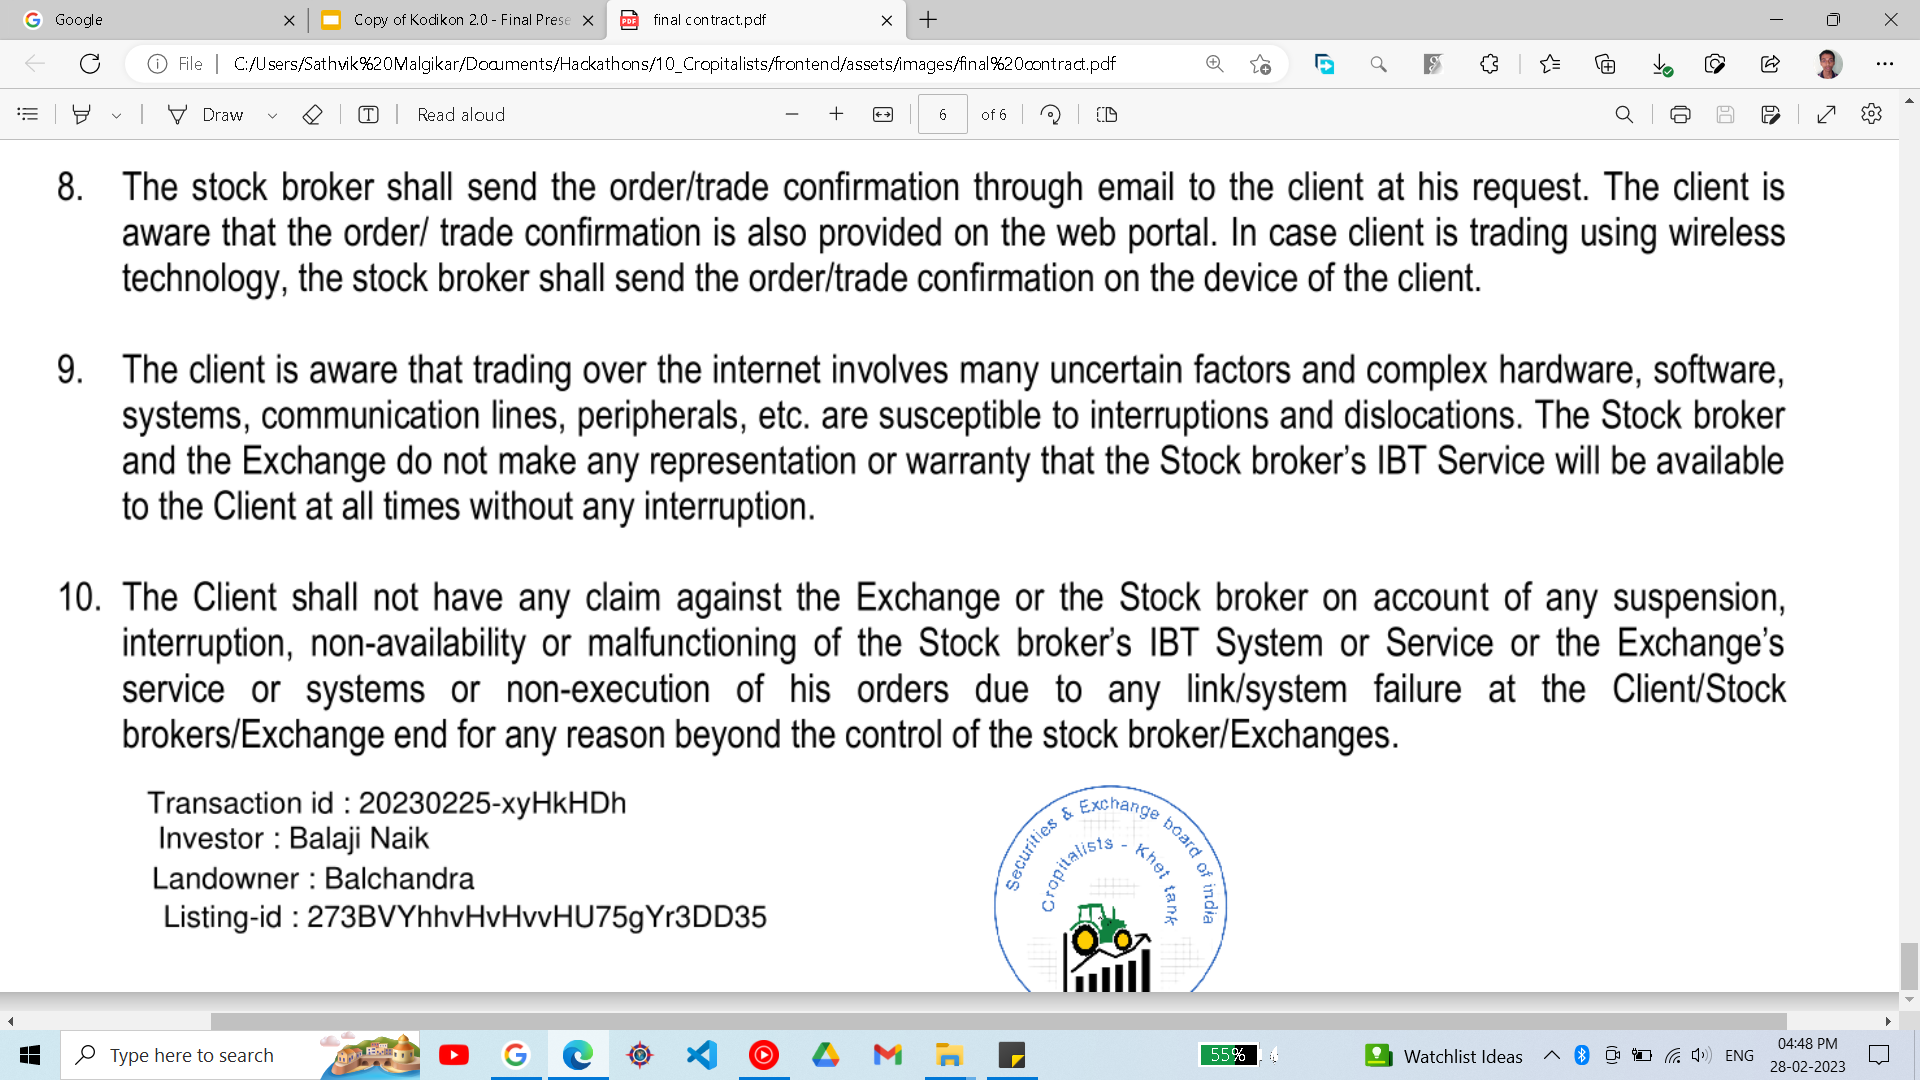 Google
Copy of Kodikon 2.0 - Final Prese
final contract.pdf
File
C:/Users/Sathvik%20Malgikar/Documents/Hackathons/10_Cropitalists/frontend/assets/images/final%20contract.pdf
Draw
Read aloud
6 of 6
8. The stock broker shall send the order/trade confirmation through email to the client at his request. The client is
aware that the order/ trade confirmation is also provided on the web portal. In case client is trading using wireless
technology, the stock broker shall send the order/trade confirmation on the device of the client.
9. The client is aware that trading over the internet involves many uncertain factors and complex hardware, software,
systems, communication lines, peripherals, etc. are susceptible to interruptions and dislocations. The Stock broker
and the Exchange do not make any representation or warranty that the Stock broker's IBT Service will be available
to the Client at all times without any interruption.
10. The Client shall not have any claim against the Exchange or the Stock broker on account of any suspension,
interruption, non-availability or malfunctioning of the Stock broker's IBT System or Service or the Exchange's
service or systems or non-execution of his orders due to any link/system failure at the Client/Stock
brokers/Exchange end for any reason beyond the control of the stock broker/Exchanges.
Transaction id : 20230225-xyHkHDh
Investor : Balaji Naik
Landowner : Balchandra
Listing-id : 273BVYhhvHvHvvHU75gYr3DD35
Securities & Exchange board of india
Cropitalists - Khet tank
Type here to search
55%
Watchlist Ideas
ENG
04:48 PM
28-02-2023